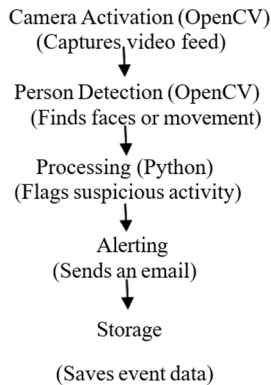 Camera Activation (OpenCV)
(Captures video feed)
Person Detection (OpenCV)
(Finds faces or movement)
Processing (Python)
(Flags suspicious activity)
Alerting
(Sends an email)
Storage
(Saves event data)